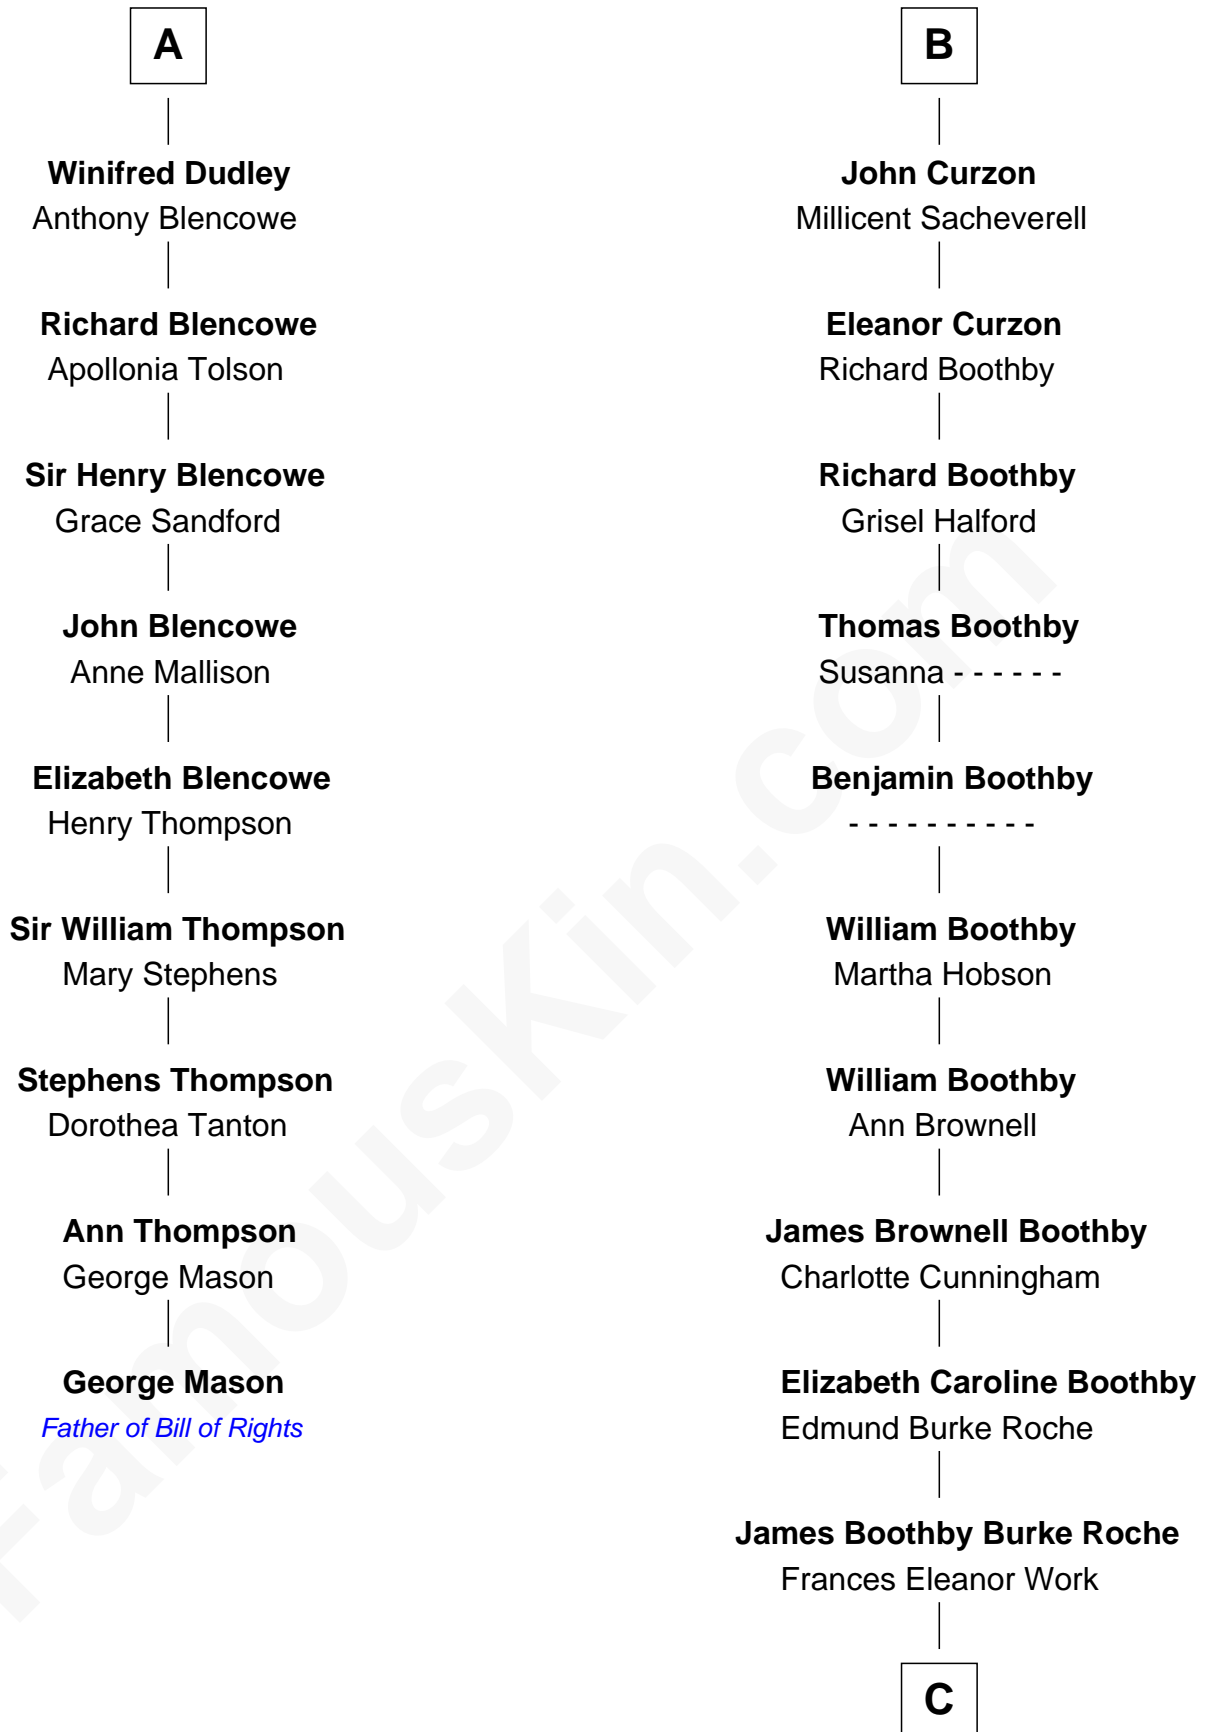 A
Winifred Dudley
Anthony Blencowe
Richard Blencowe
Apollonia Tolson
Sir Henry Blencowe
Grace Sandford
John Blencowe
Anne Mallison
Elizabeth Blencowe
Henry Thompson
Sir William Thompson
Mary Stephens
Stephens Thompson
Dorothea Tanton
Ann Thompson
George Mason
George Mason
Father of Bill of Rights
B
John Curzon
Millicent Sacheverell
Eleanor Curzon
Richard Boothby
Richard Boothby
Grisel Halford
Thomas Boothby
Susanna - - - - - -
Benjamin Boothby
- - - - - - - - - -
William Boothby
Martha Hobson
William Boothby
Ann Brownell
James Brownell Boothby
Charlotte Cunningham
Elizabeth Caroline Boothby
Edmund Burke Roche
James Boothby Burke Roche
Frances Eleanor Work
C
FamousKin.com